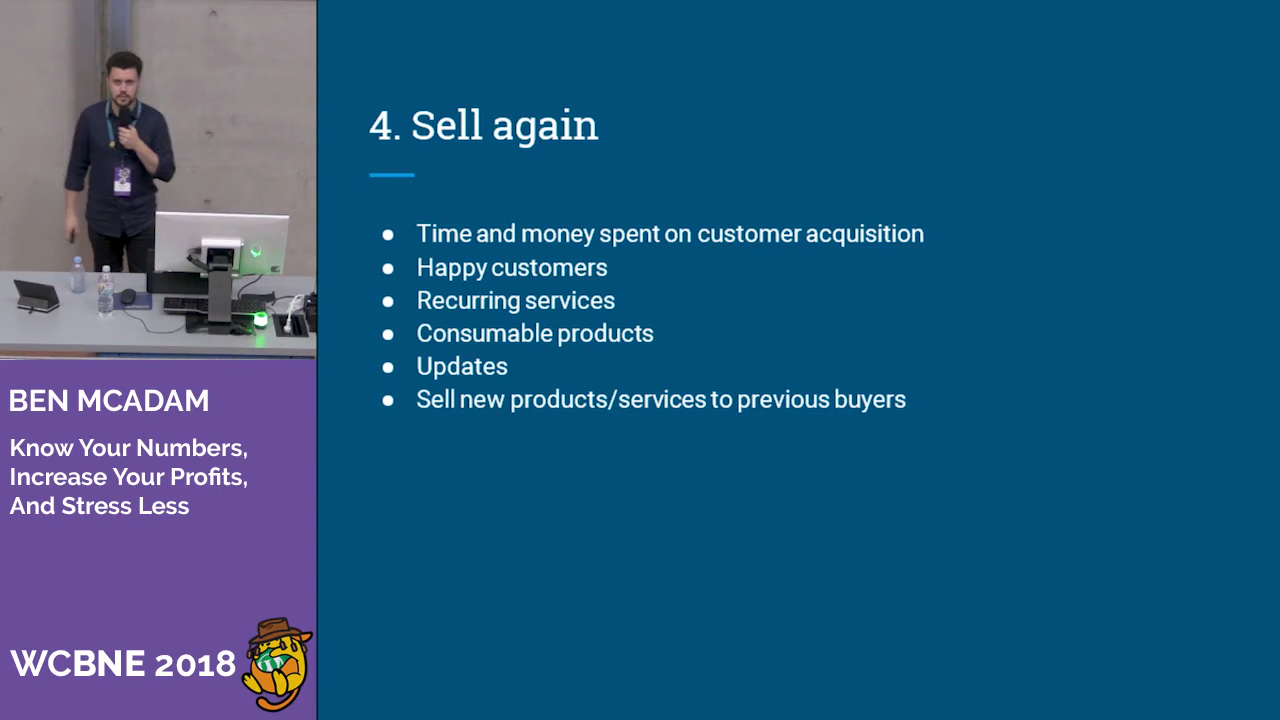 4. Sell again
● Time and money spent on customer acquisition
● Happy customers
● Recurring services
● Consumable products
● Updates
● Sell new products/services to previous buyers
BEN MCADAM
Know Your Numbers,
Increase Your Profits,
And Stress Less
WCBNE 2018